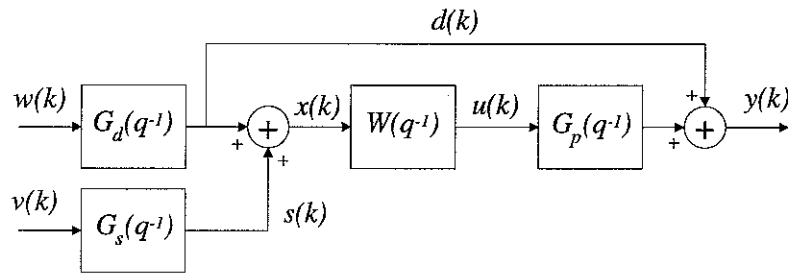 d(k)
w(k)
G_d(q⁻¹)
+
+
+
x(k)
W(q⁻¹)
u(k)
G_p(q⁻¹)
+
+
+
y(k)
v(k)
G_s(q⁻¹)
s(k)